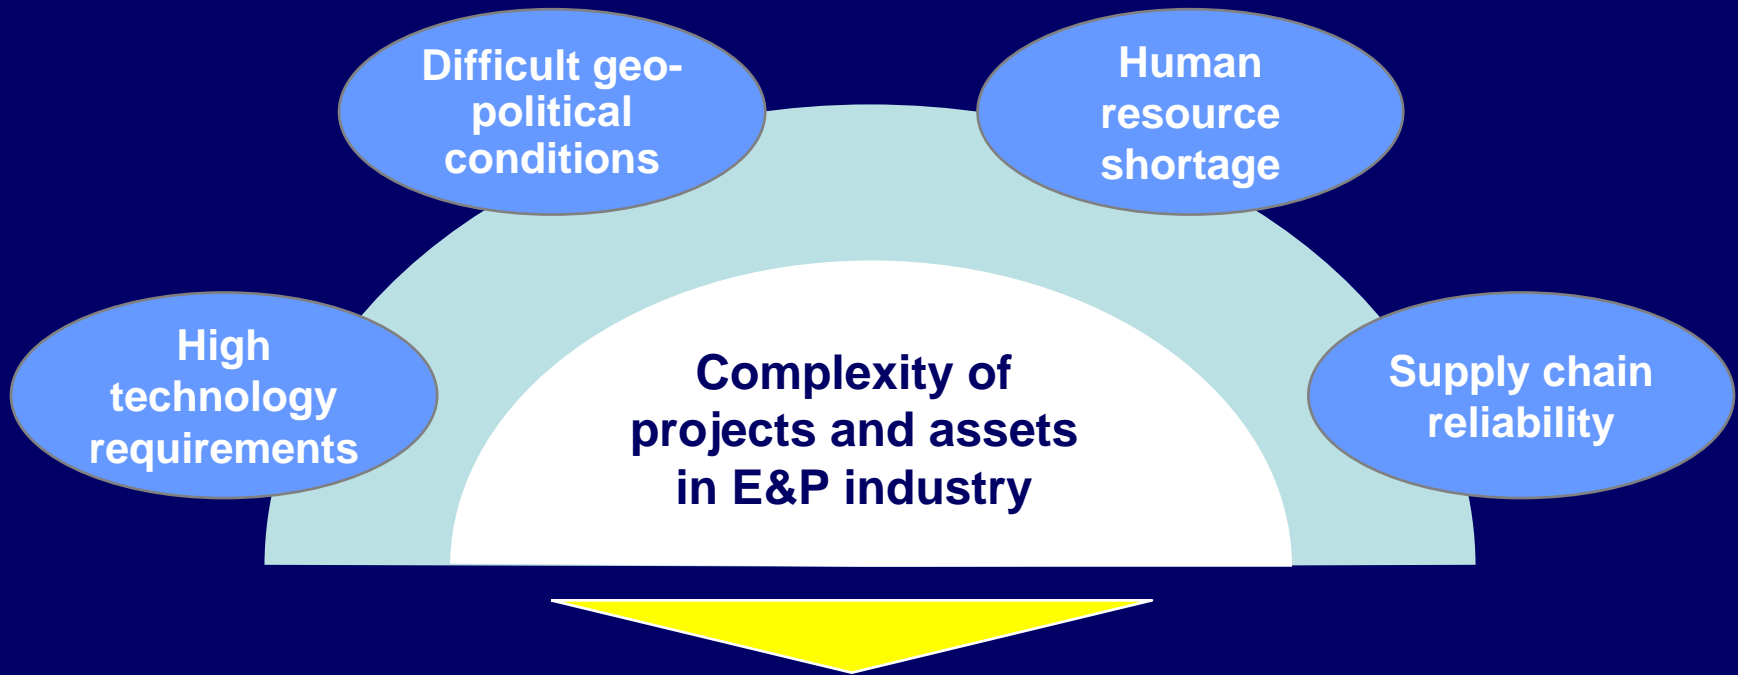 Difficult geo-
political
conditions
Human
resource
shortage
High
technology
requirements
Complexity of
projects and assets
in E&P industry
Supply chain
reliability